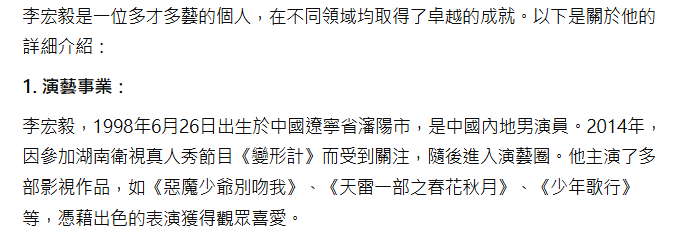 李宏毅是一位多才多藝的個人，在不同領域均取得了卓越的成就。以下是關於他的
詳細介紹：
1. 演藝事業：
李宏毅，1998年6月26日出生於中國遼寧省瀋陽市，是中國內地男演員。2014年，
因參加湖南衛視真人秀節目《變形計》而受到關注，隨後進入演藝圈。他主演了多
部影視作品，如《惡魔少爺別吻我》、《天雷一部之春花秋月》、《少年歌行》
等，憑藉出色的表演獲得觀眾喜愛。